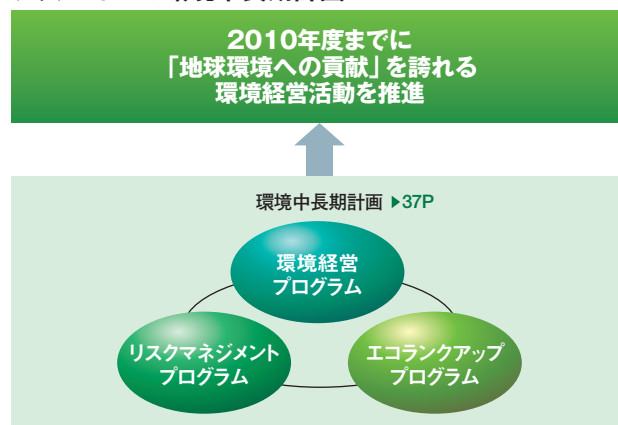 2010年度までに
「地球環境への貢献」を誇れる
環境経営活動を推進
環境中長期計画 ▶37P
環境経営
プログラム
リスクマネジメント
プログラム
エコランクアップ
プログラム